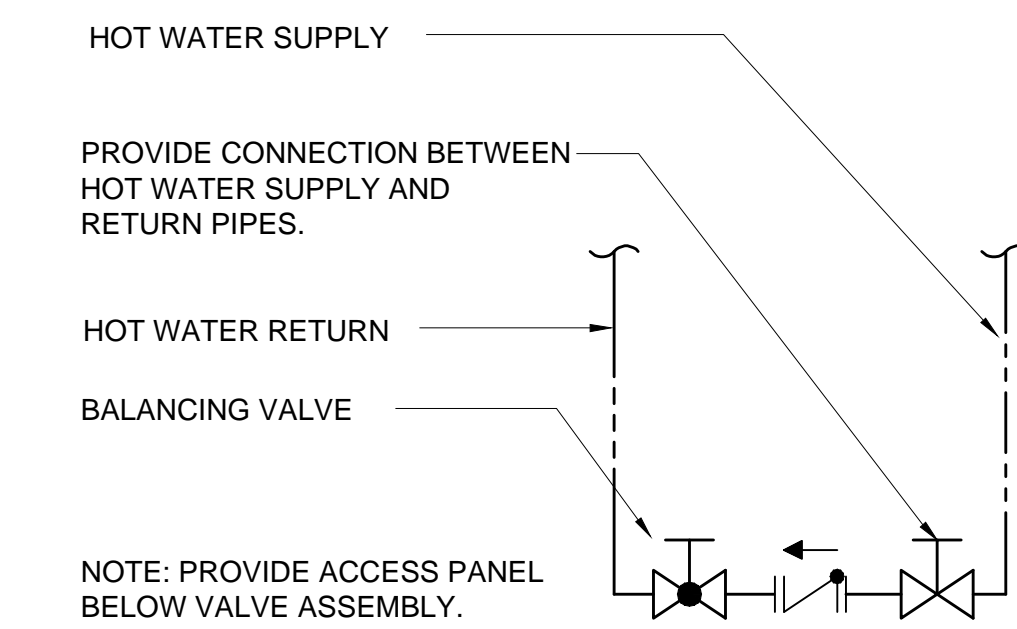 HOT WATER SUPPLY
PROVIDE CONNECTION BETWEEN
HOT WATER SUPPLY AND
RETURN PIPES.
HOT WATER RETURN
BALANCING VALVE
NOTE: PROVIDE ACCESS PANEL
BELOW VALVE ASSEMBLY.